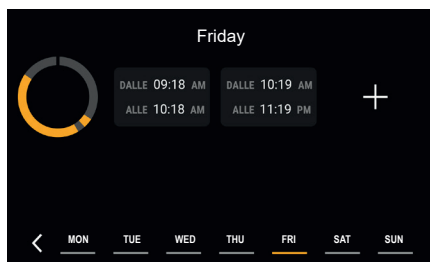 Friday
DALLE 09:18 AM
ALLE 10:18 AM
DALLE 10:19 AM
ALLE 11:19 PM
MON TUE WED THU FRI SAT SUN